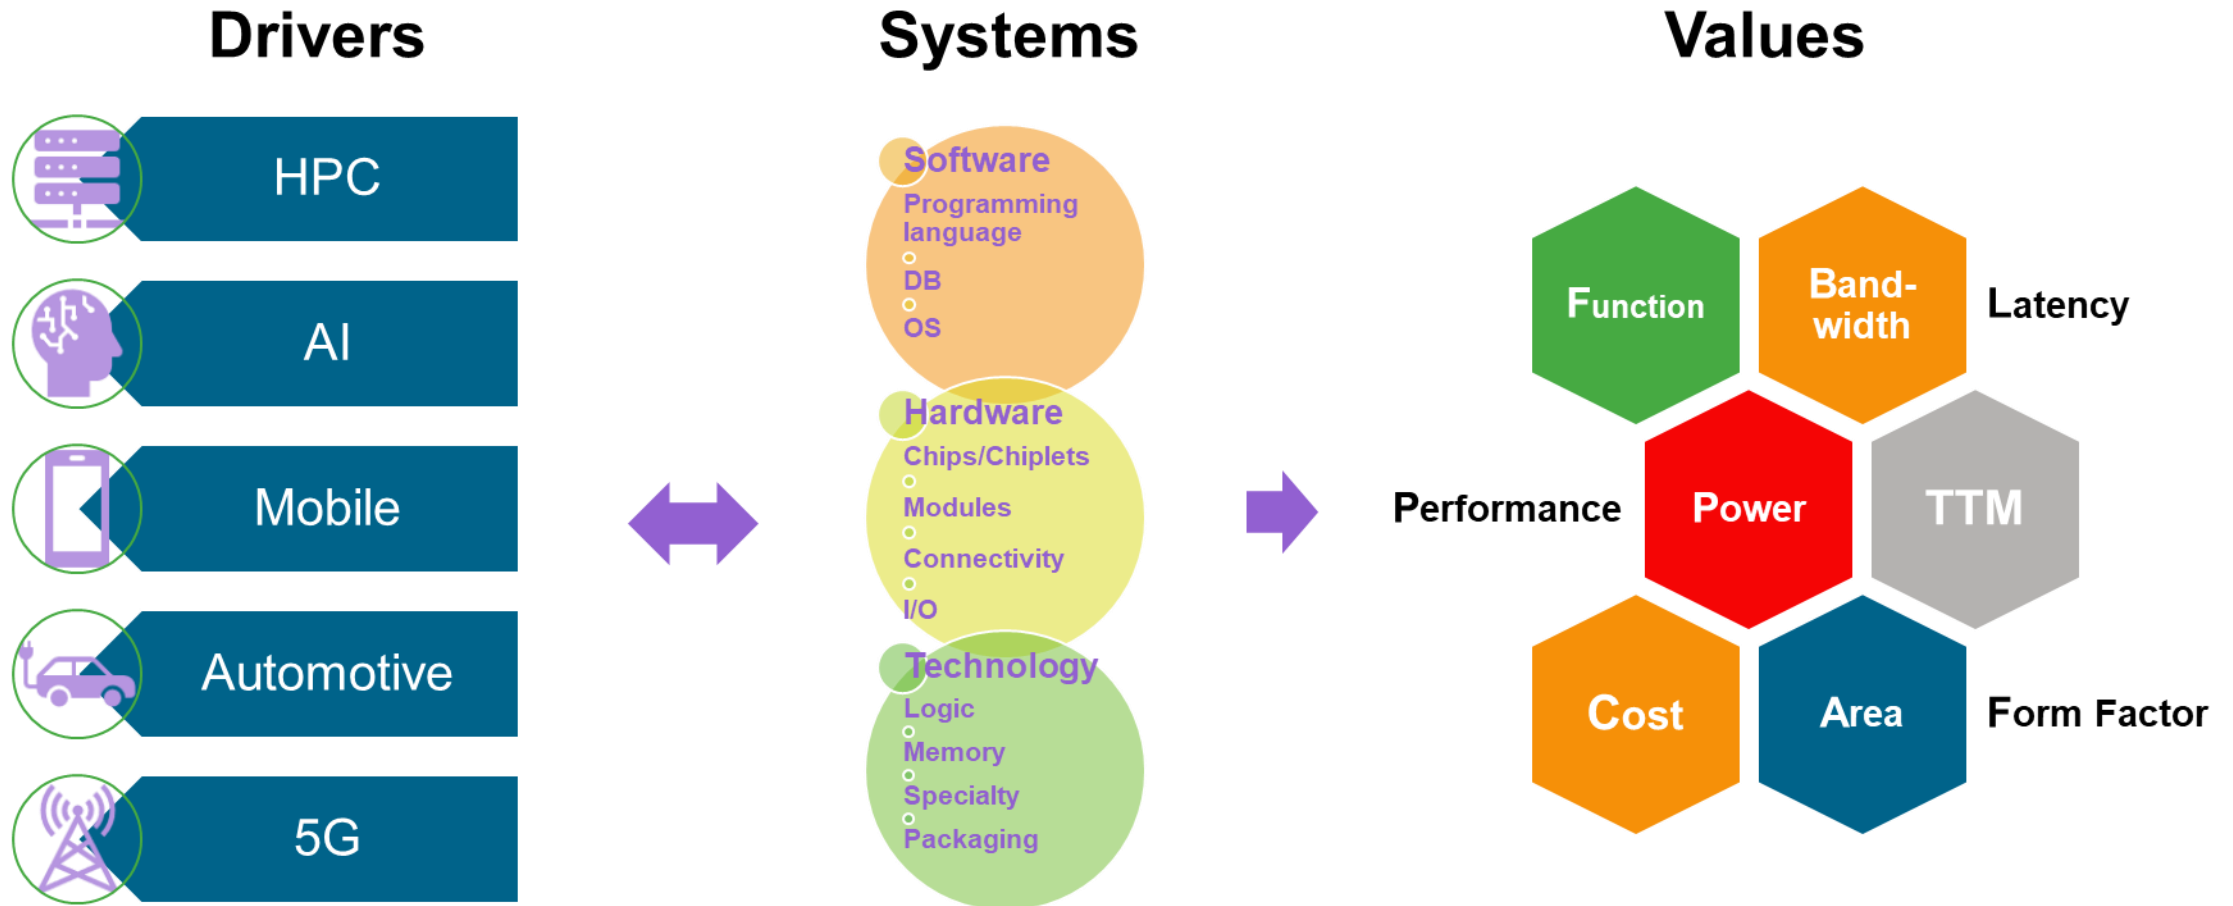 Drivers
HPC
AI
Mobile
Automotive
5G
Systems
Software
Programming
language
DB
OS
Hardware
Chips/Chiplets
Modules
Connectivity
I/O
Technology
Logic
Memory
Specialty
Packaging
Values
Function
Band-
width
Latency
Performance
Power
TTM
Cost
Area
Form Factor